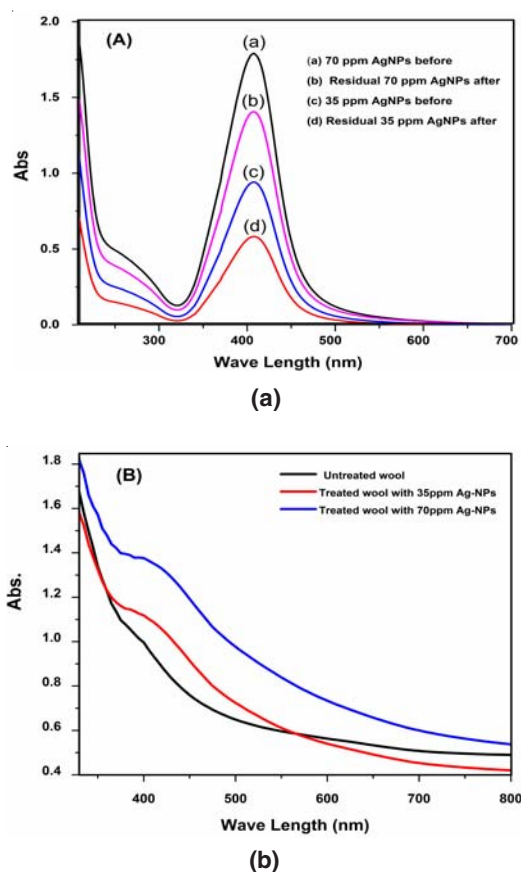 (A)
(a)
(b)
(c)
(d)
(a) 70 ppm AgNPs before
(b) Residual 70 ppm AgNPs after
(c) 35 ppm AgNPs before
(d) Residual 35 ppm AgNPs after
Abs
2.0
1.5
1.0
0.5
0.0
300 400 500 600 700
Wave Length (nm)
(a)
(B)
Untreated wool
Treated wool with 35ppm Ag-NPs
Treated wool with 70ppm Ag-NPs
Abs.
1.8
1.6
1.4
1.2
1.0
0.8
0.6
0.4
400 500 600 700 800
Wave Length (nm)
(b)